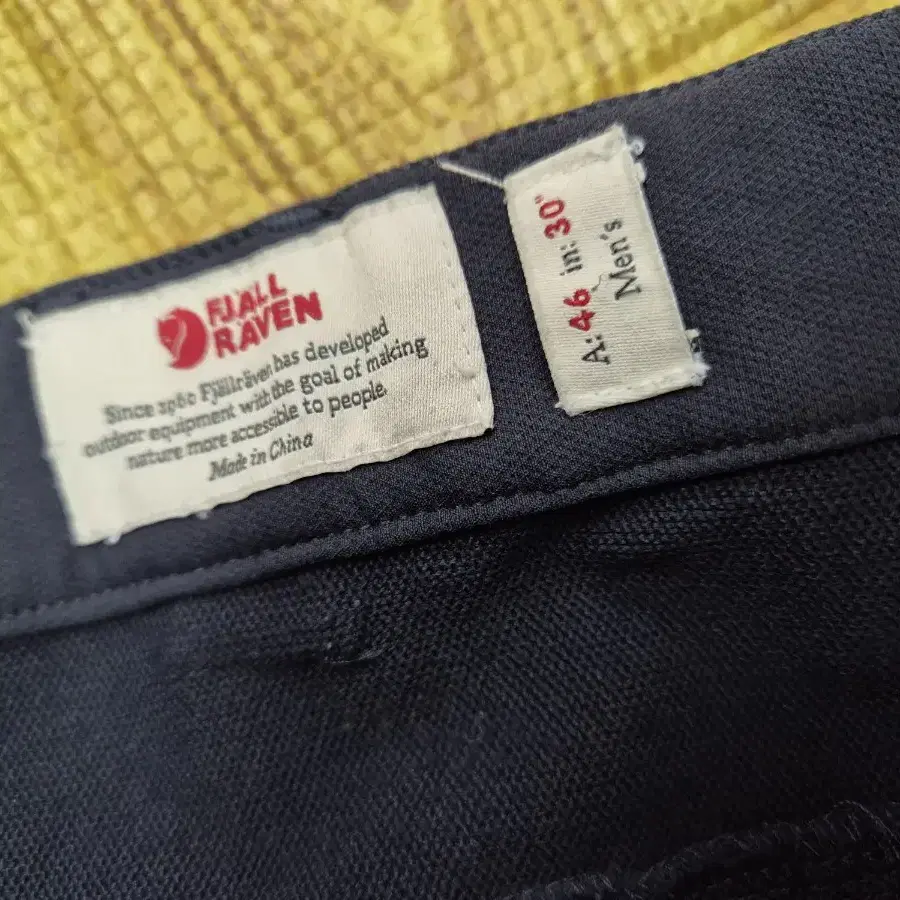 FJÄLL
RÄVEN
Since 1960 Fjällräven has developed
outdoor equipment with the goal of making
nature more accessible to people.
Made in China
A: 46 in: 30"
Men's